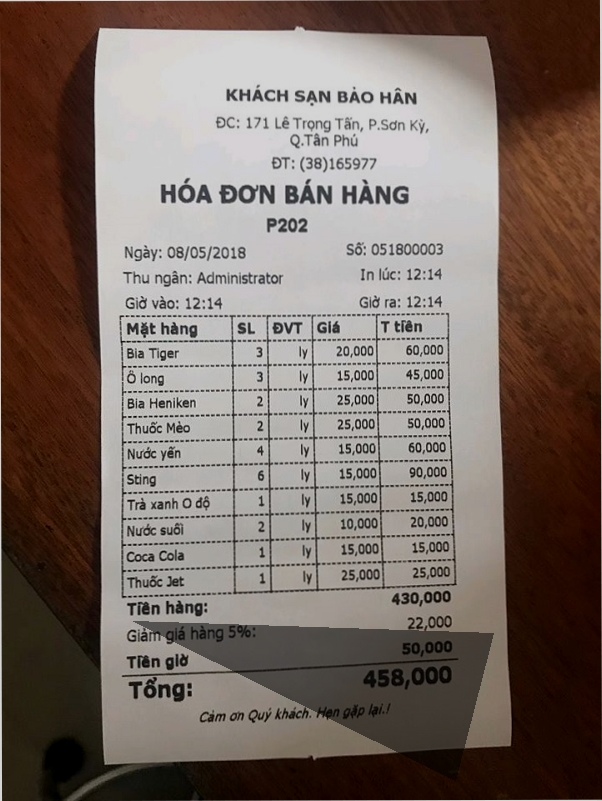 KHÁCH SẠN BẢO HÂN
ĐC: 171 Lê Trọng Tấn, P.Sơn Kỳ,
Q.Tân Phú
ĐT: (38)165977
HÓA ĐƠN BÁN HÀNG
P202
Ngày: 08/05/2018 Số: 051800003
Thu ngân: Administrator In lúc: 12:14
Giờ vào: 12:14 Giờ ra: 12:14
Mặt hàng SL ĐVT Giá T tiền
Bia Tiger 3 ly 20,000 60,000
Ô long 3 ly 15,000 45,000
Bia Heniken 2 ly 25,000 50,000
Thuốc Mèo 2 ly 25,000 50,000
Nước yến 4 ly 15,000 60,000
Sting 6 ly 15,000 90,000
Trà xanh O độ 1 ly 15,000 15,000
Nước suối 2 ly 10,000 20,000
Coca Cola 1 ly 15,000 15,000
Thuốc Jet 1 ly 25,000 25,000
Tiền hàng: 430,000
Giảm giá hàng 5%: 22,000
Tiền giờ 50,000
Tổng: 458,000
Cảm ơn Quý khách. Hẹn gặp lại.!